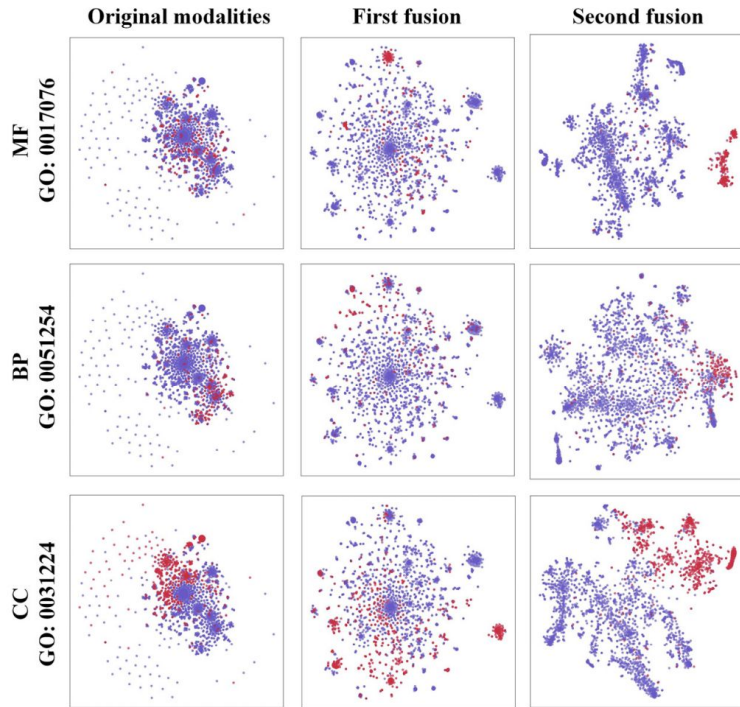 Original modalities
First fusion
Second fusion
MF
GO: 0017076
BP
GO: 0051254
CC
GO: 0031224